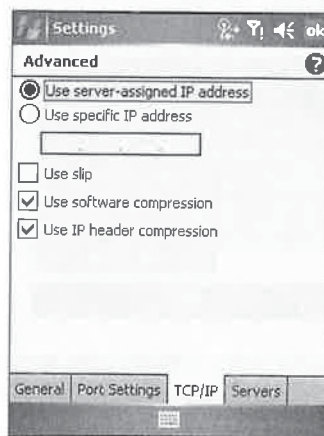 Settings ok
Advanced ?
Use server-assigned IP address
Use specific IP address
Use slip
Use software compression
Use IP header compression
General Port Settings TCP/IP Servers